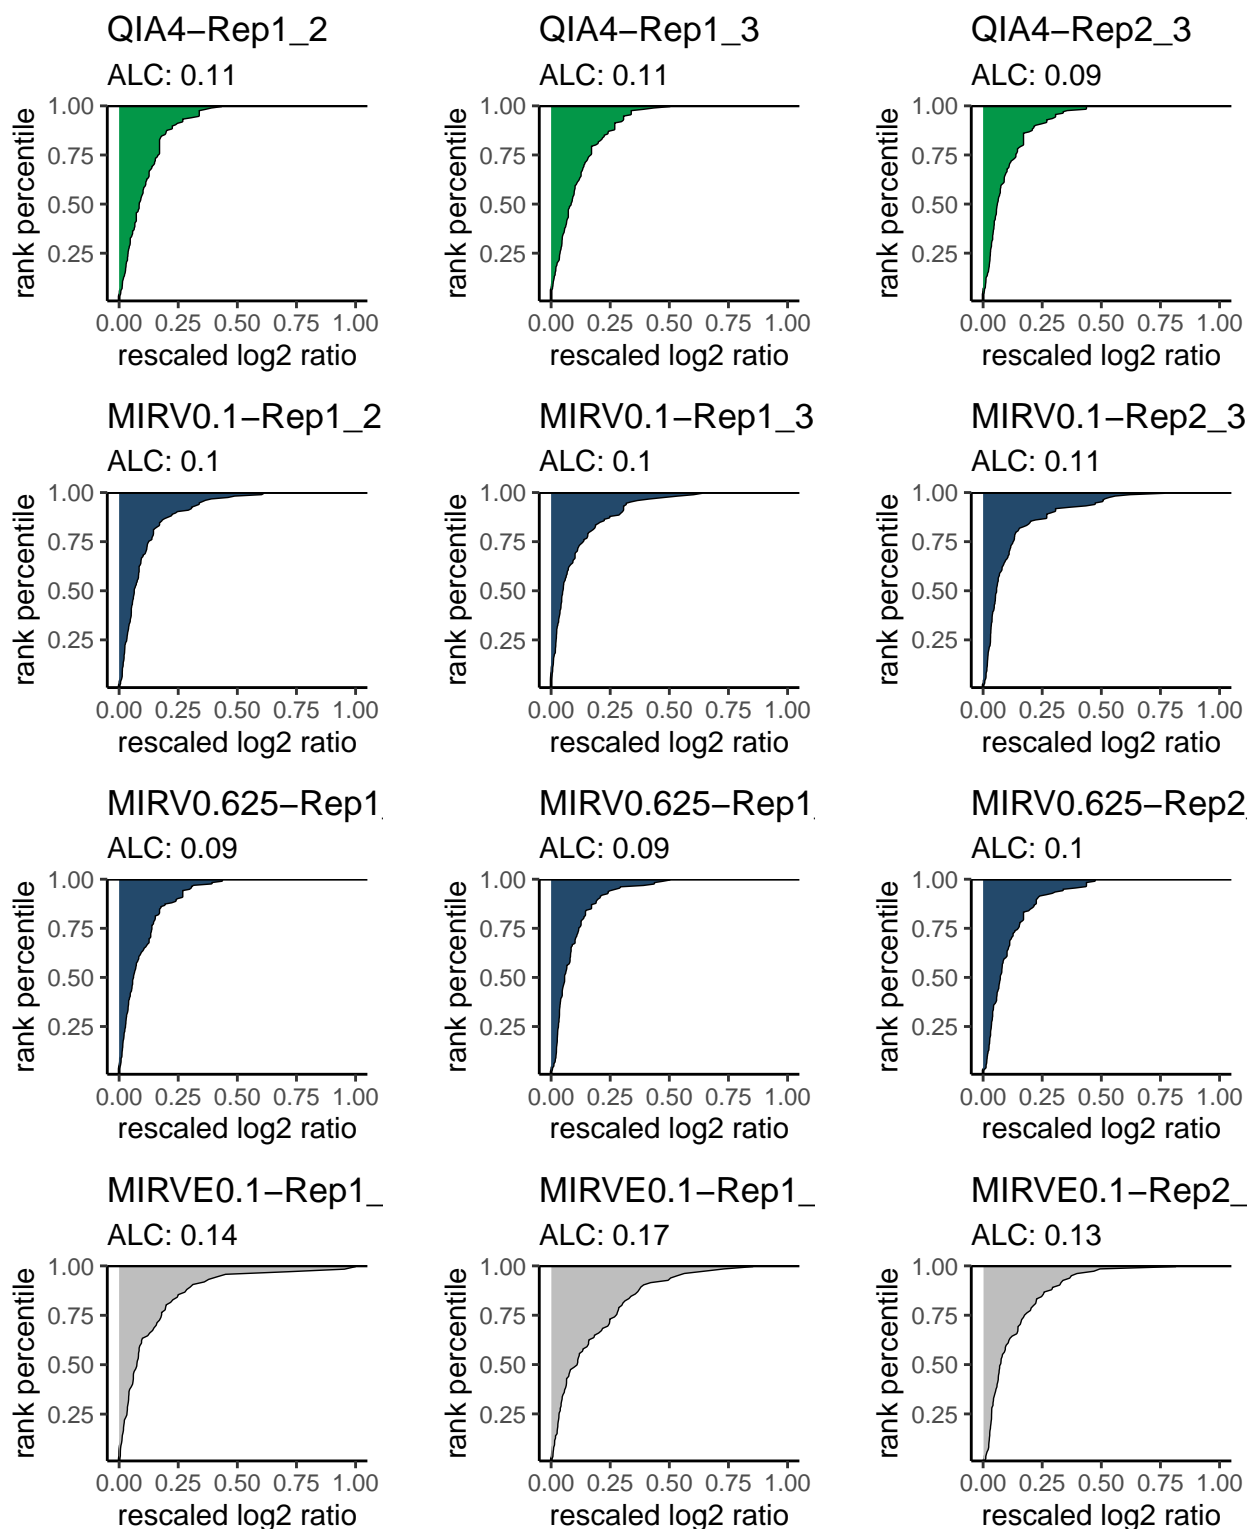 QIA4−Rep1_2
ALC: 0.11
rank percentile
1.00
0.75
0.50
0.25
0.00 0.25 0.50 0.75 1.00
rescaled log2 ratio
QIA4−Rep1_3
ALC: 0.11
rank percentile
1.00
0.75
0.50
0.25
0.00 0.25 0.50 0.75 1.00
rescaled log2 ratio
QIA4−Rep2_3
ALC: 0.09
rank percentile
1.00
0.75
0.50
0.25
0.00 0.25 0.50 0.75 1.00
rescaled log2 ratio
MIRV0.1−Rep1_2
ALC: 0.1
rank percentile
1.00
0.75
0.50
0.25
0.00 0.25 0.50 0.75 1.00
rescaled log2 ratio
MIRV0.1−Rep1_3
ALC: 0.1
rank percentile
1.00
0.75
0.50
0.25
0.00 0.25 0.50 0.75 1.00
rescaled log2 ratio
MIRV0.1−Rep2_3
ALC: 0.11
rank percentile
1.00
0.75
0.50
0.25
0.00 0.25 0.50 0.75 1.00
rescaled log2 ratio
MIRV0.625−Rep1_
ALC: 0.09
rank percentile
1.00
0.75
0.50
0.25
0.00 0.25 0.50 0.75 1.00
rescaled log2 ratio
MIRV0.625−Rep1_
ALC: 0.09
rank percentile
1.00
0.75
0.50
0.25
0.00 0.25 0.50 0.75 1.00
rescaled log2 ratio
MIRV0.625−Rep2_
ALC: 0.1
rank percentile
1.00
0.75
0.50
0.25
0.00 0.25 0.50 0.75 1.00
rescaled log2 ratio
MIRVE0.1−Rep1_
ALC: 0.14
rank percentile
1.00
0.75
0.50
0.25
0.00 0.25 0.50 0.75 1.00
rescaled log2 ratio
MIRVE0.1−Rep1_
ALC: 0.17
rank percentile
1.00
0.75
0.50
0.25
0.00 0.25 0.50 0.75 1.00
rescaled log2 ratio
MIRVE0.1−Rep2_
ALC: 0.13
rank percentile
1.00
0.75
0.50
0.25
0.00 0.25 0.50 0.75 1.00
rescaled log2 ratio